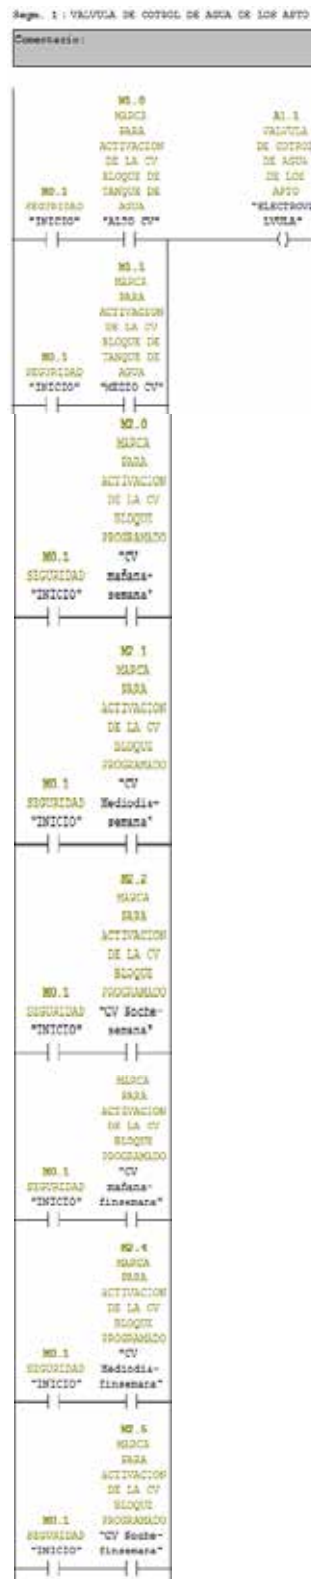 Segm. 1 : VALVULA DE COTROL DE AGUA DE LOS APTO
Comentario:
M1.0
MARCA
PARA
ACTIVACION
DE LA CV
BLOQUE DE
TANQUE DE
AGUA
"ALTO CV"
M0.1
SEGURIDAD
"INICIO"
A1.1
VALVULA
DE COTROL
DE AGUA
DE LOS
APTO
"ELECTROVA
LVULA"
M1.1
MARCA
PARA
ACTIVACION
DE LA CV
BLOQUE DE
TANQUE DE
AGUA
"MEDIO CV"
M0.1
SEGURIDAD
"INICIO"
M2.0
MARCA
PARA
ACTIVACION
DE LA CV
BLOQUE
PROGRAMADO
"CV
mañana-
semana"
M0.1
SEGURIDAD
"INICIO"
M2.1
MARCA
PARA
ACTIVACION
DE LA CV
BLOQUE
PROGRAMADO
"CV
Mediodia-
semana"
M0.1
SEGURIDAD
"INICIO"
M2.2
MARCA
PARA
ACTIVACION
DE LA CV
BLOQUE
PROGRAMADO
"CV Noche-
semana"
M0.1
SEGURIDAD
"INICIO"
MARCA
PARA
ACTIVACION
DE LA CV
BLOQUE
PROGRAMADO
"CV
mañana-
finsemana"
M0.1
SEGURIDAD
"INICIO"
M2.4
MARCA
PARA
ACTIVACION
DE LA CV
BLOQUE
PROGRAMADO
"CV
Mediodia-
finsemana"
M0.1
SEGURIDAD
"INICIO"
M2.5
MARCA
PARA
ACTIVACION
DE LA CV
BLOQUE
PROGRAMADO
"CV Noche-
finsemana"
M0.1
SEGURIDAD
"INICIO"